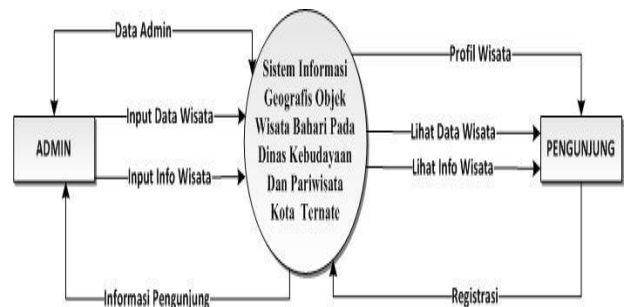 Data Admin
Profil Wisata
Sistem Informasi
Geografis Objek
Wisata Bahari Pada
Dinas Kebudayaan
Dan Pariwisata
Kota Ternate
Input Data Wisata
Lihat Data Wisata
ADMIN
PENGUNJUNG
Input Info Wisata
Lihat Info Wisata
Informasi Pengunjung
Registrasi